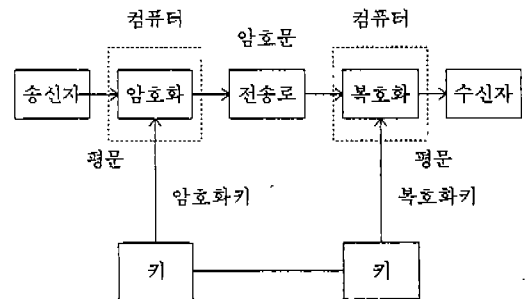 컴퓨터 컴퓨터
암호문
송신자 암호화 전송로 복호화 수신자
평문 평문
암호화키 복호화키
키 키